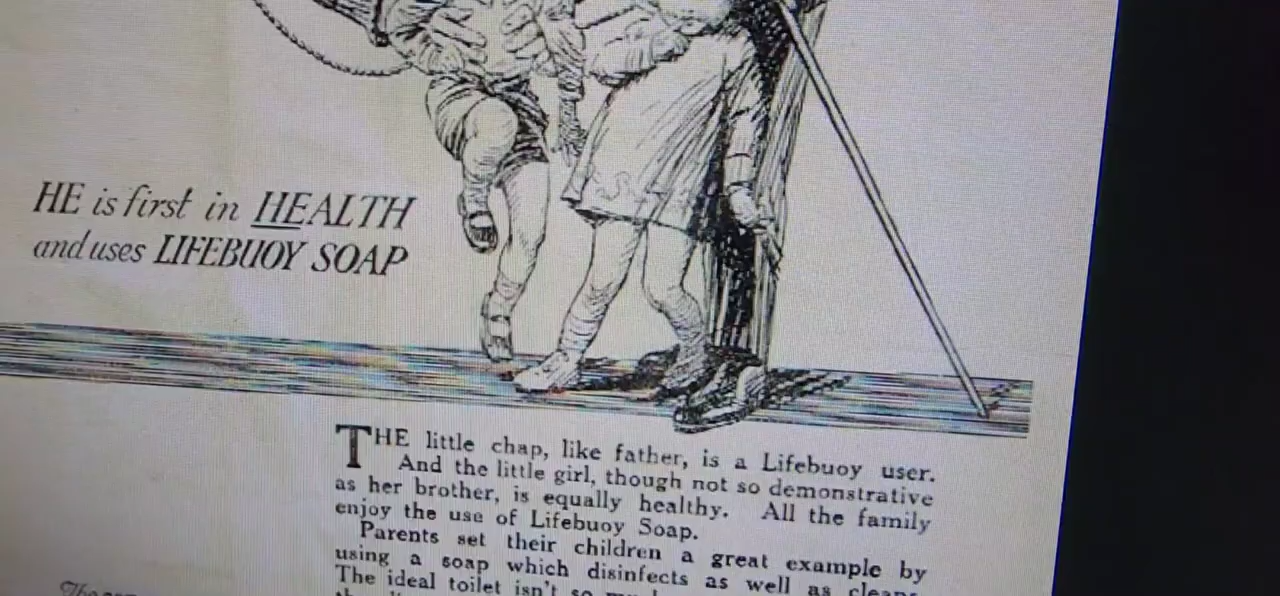 HE is first in HEALTH
and uses LIFEBUOY SOAP
THE little chap, like father, is a Lifebuoy user.
And the little girl, though not so demonstrative
as her brother, is equally healthy. All the family
enjoy the use of Lifebuoy Soap.
Parents set their children a great example by
using a soap which disinfects as well as cleans.
The ideal toilet isn't so